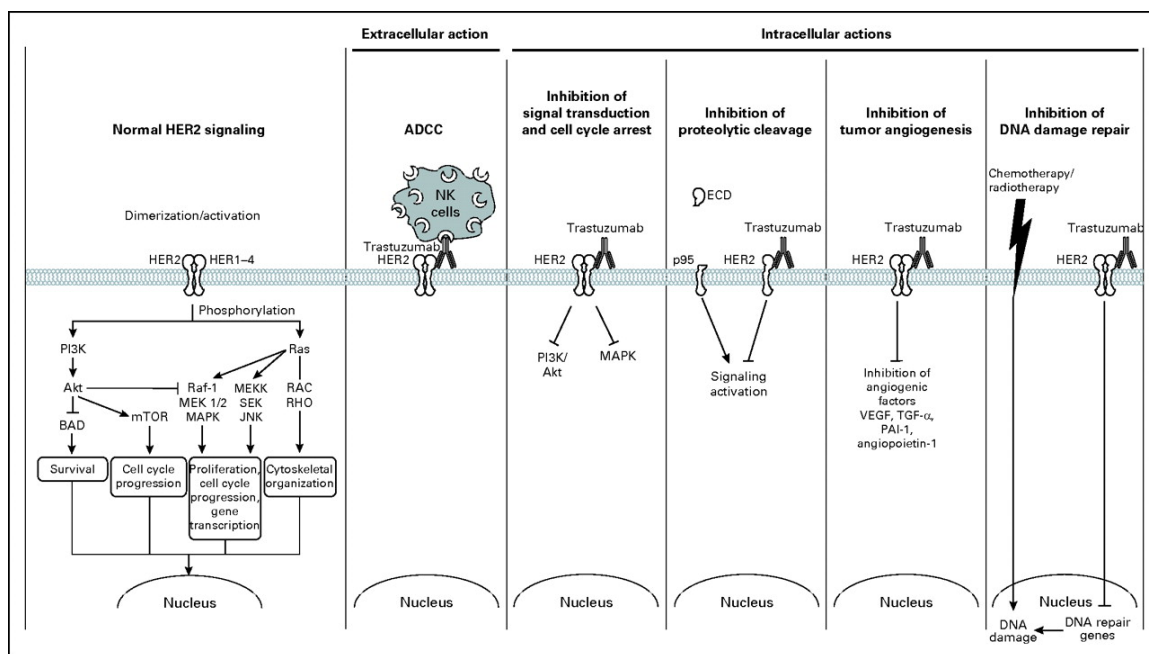 Extracellular action
Intracellular actions
Normal HER2 signaling
Dimerization/activation
HER2
HER1–4
Phosphorylation
PI3K
Ras
Akt
Raf-1
MEK 1/2
MAPK
MEKK
SEK
JNK
RAC
RHO
BAD
mTOR
Survival
Cell cycle
progression
Proliferation,
cell cycle
progression,
gene
transcription
Cytoskeletal
organization
Nucleus
ADCC
NK
cells
Trastuzumab
HER2
Nucleus
Inhibition of
signal transduction
and cell cycle arrest
Trastuzumab
HER2
PI3K/
Akt
MAPK
Nucleus
Inhibition of
proteolytic cleavage
ECD
Trastuzumab
p95
HER2
Signaling
activation
Nucleus
Inhibition of
tumor angiogenesis
Trastuzumab
HER2
Inhibition of
angiogenic
factors
VEGF, TGF-α,
PAI-1,
angiopoietin-1
Nucleus
Inhibition of
DNA damage repair
Chemotherapy/
radiotherapy
Trastuzumab
HER2
Nucleus
DNA
damage
DNA repair
genes